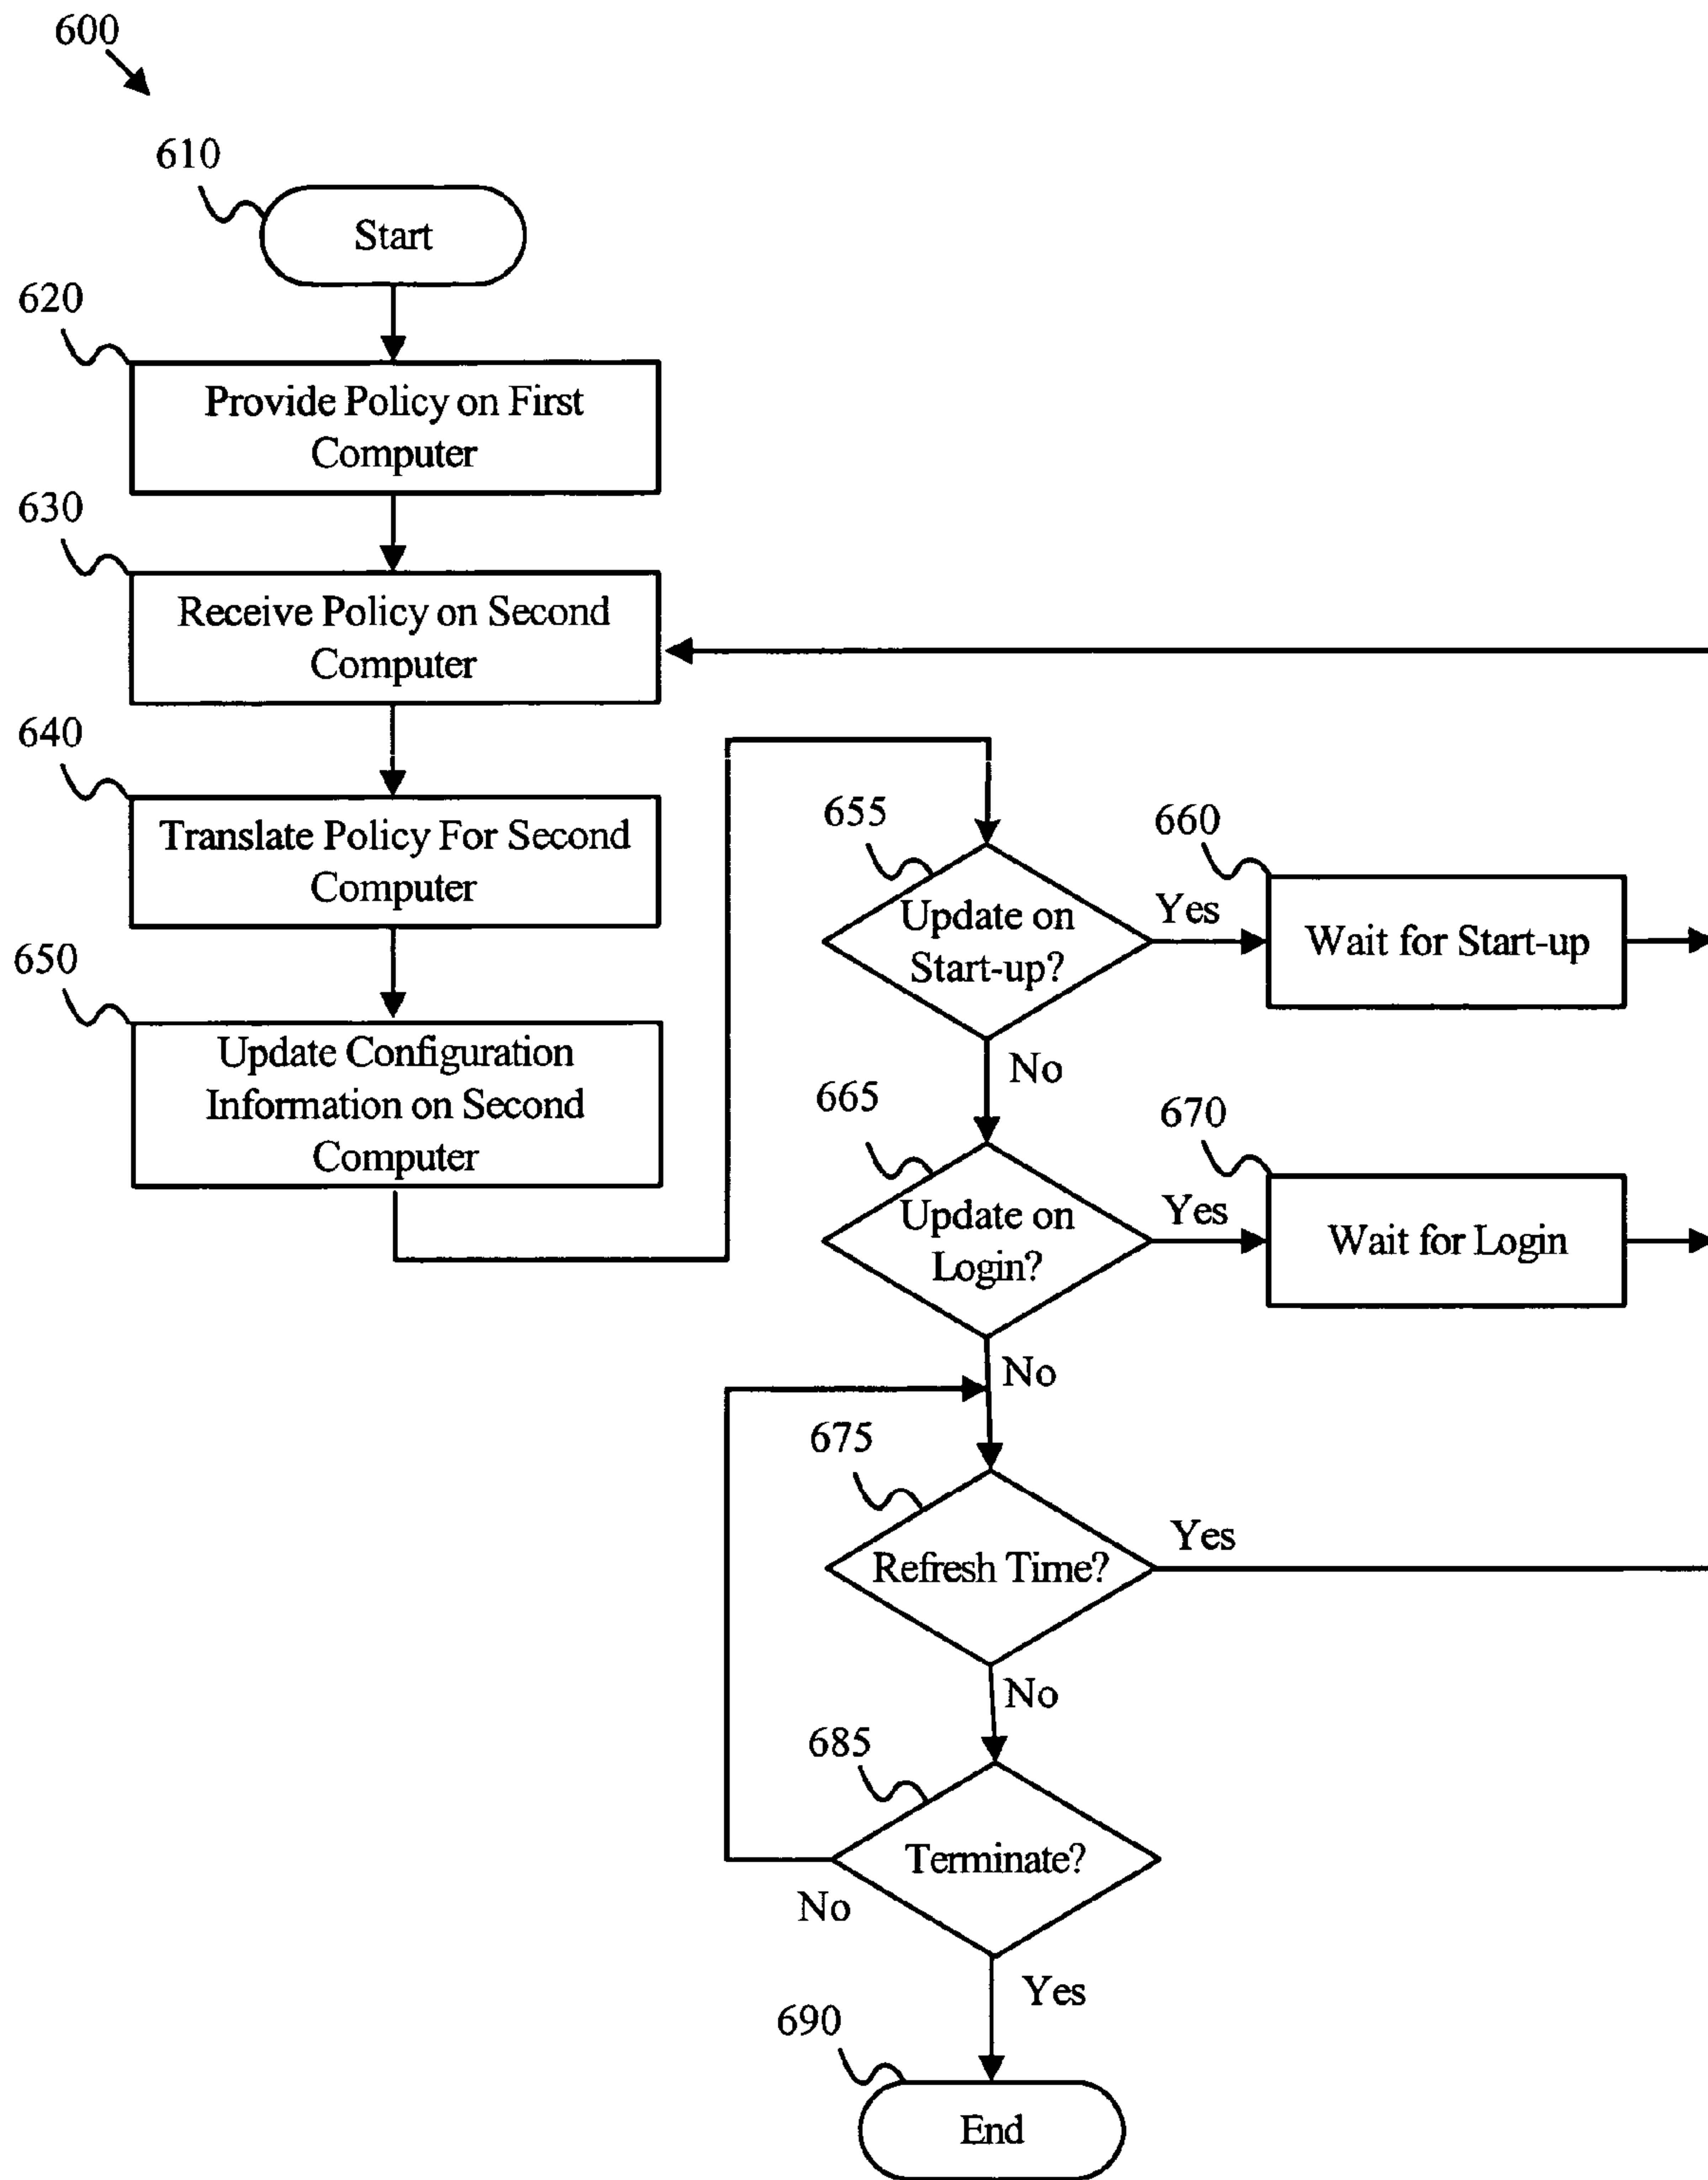 600
610
Start
620
Provide Policy on First
Computer
630
Receive Policy on Second
Computer
640
Translate Policy For Second
Computer
650
Update Configuration
Information on Second
Computer
655
Update on
Start-up?
Yes
660
Wait for Start-up
No
665
Update on
Login?
Yes
670
Wait for Login
No
675
Refresh Time?
Yes
No
685
Terminate?
No
Yes
690
End